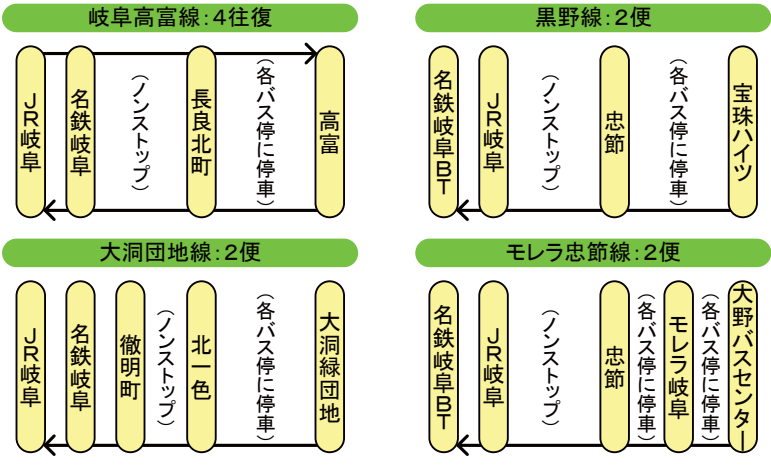 岐阜高富線：4往復
JR岐阜
名鉄岐阜
（ノンストップ）
長良北町
（各バス停に停車）
高富
黒野線：2便
名鉄岐阜BT
JR岐阜
（ノンストップ）
忠節
（各バス停に停車）
宝珠ハイツ
大洞団地線：2便
JR岐阜
名鉄岐阜
徹明町
（ノンストップ）
北一色
（各バス停に停車）
大洞緑団地
モレラ忠節線：2便
名鉄岐阜BT
JR岐阜
（ノンストップ）
忠節
（各バス停に停車）
モレラ岐阜
（各バス停に停車）
大野バスセンター